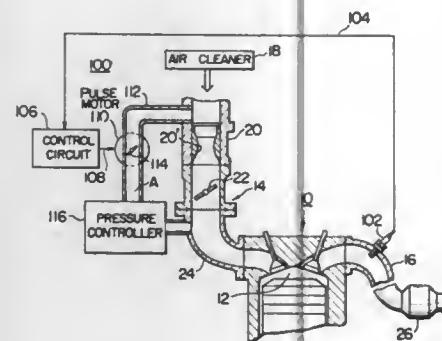 104
AIR CLEANER
18
100
PULSE
MOTOR
112
110
106
CONTROL
CIRCUIT
20'
20
114
108
A
22
14
116
PRESSURE
CONTROLLER
10
102
24
12
16
26